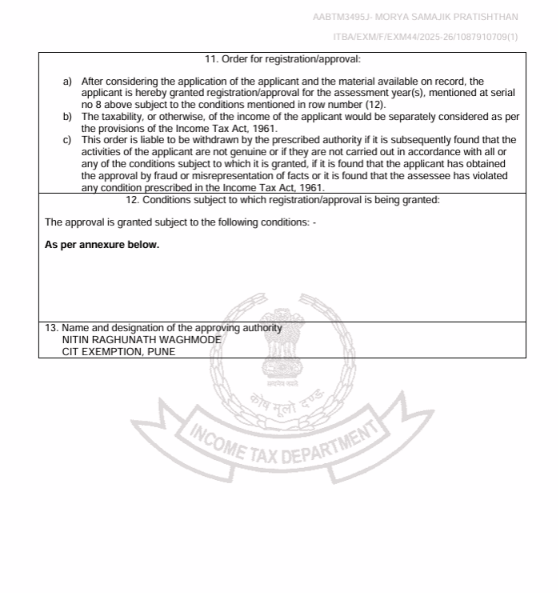 AABTM3495J- MORYA SAMAJIK PRATISHTHAN
ITBA/EXM/F/EXM44/2025-26/1087910709(1)
11. Order for registration/approval:
a) After considering the application of the applicant and the material available on record, the
applicant is hereby granted registration/approval for the assessment year(s), mentioned at serial
no 8 above subject to the conditions mentioned in row number (12).
b) The taxability, or otherwise, of the income of the applicant would be separately considered as per
the provisions of the Income Tax Act, 1961.
c) This order is liable to be withdrawn by the prescribed authority if it is subsequently found that the
activities of the applicant are not genuine or if they are not carried out in accordance with all or
any of the conditions subject to which it is granted, if it is found that the applicant has obtained
the approval by fraud or misrepresentation of facts or it is found that the assessee has violated
any condition prescribed in the Income Tax Act, 1961.
12. Conditions subject to which registration/approval is being granted:
The approval is granted subject to the following conditions: -
As per annexure below.
13. Name and designation of the approving authority
NITIN RAGHUNATH WAGHMODE
CIT EXEMPTION, PUNE
सत्यमेव जयते
कोष मूलो दण्डः
INCOME TAX DEPARTMENT